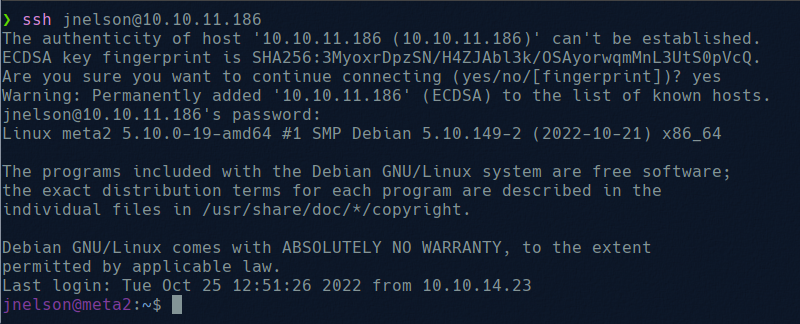 ❯ ssh jnelson@10.10.11.186
The authenticity of host '10.10.11.186 (10.10.11.186)' can't be established.
ECDSA key fingerprint is SHA256:3MyoxrDpzSN/H4ZJAbl3k/OSAyorwqmMnL3UtS0pVcQ.
Are you sure you want to continue connecting (yes/no/[fingerprint])? yes
Warning: Permanently added '10.10.11.186' (ECDSA) to the list of known hosts.
jnelson@10.10.11.186's password:
Linux meta2 5.10.0-19-amd64 #1 SMP Debian 5.10.149-2 (2022-10-21) x86_64

The programs included with the Debian GNU/Linux system are free software;
the exact distribution terms for each program are described in the
individual files in /usr/share/doc/*/copyright.

Debian GNU/Linux comes with ABSOLUTELY NO WARRANTY, to the extent
permitted by applicable law.
Last login: Tue Oct 25 12:51:26 2022 from 10.10.14.23
jnelson@meta2:~$